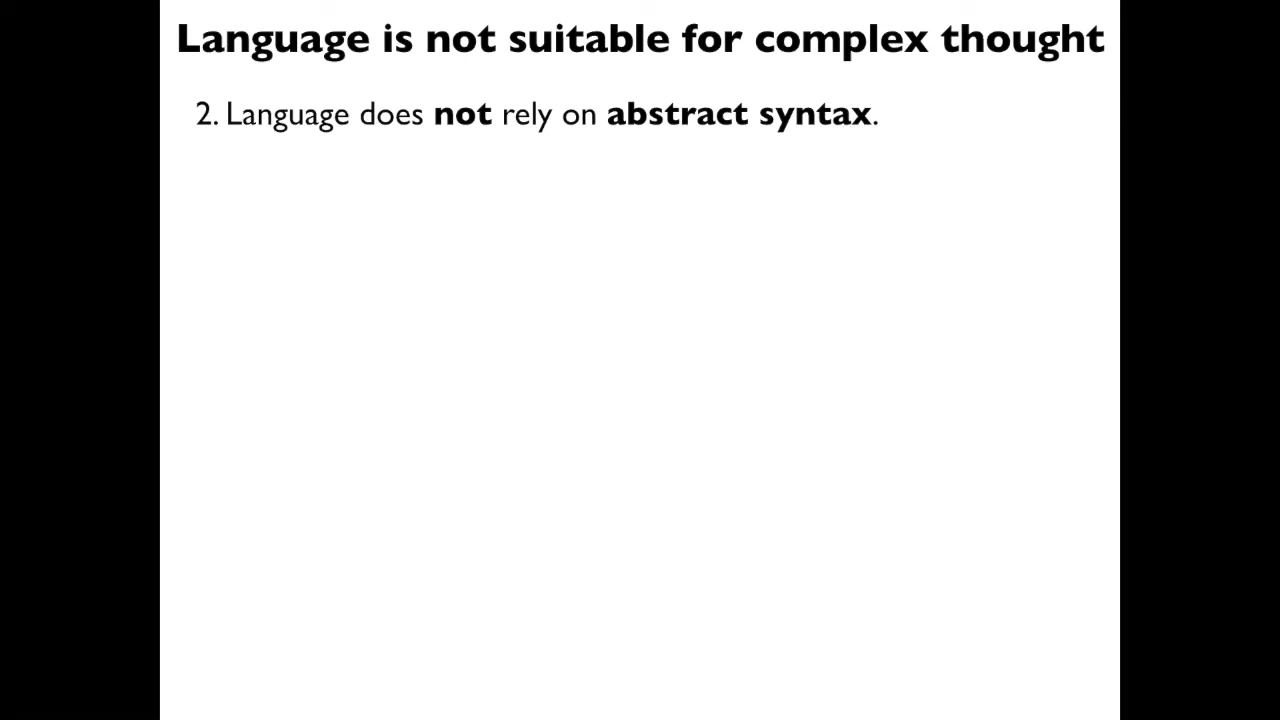 Language is not suitable for complex thought
2. Language does not rely on abstract syntax.